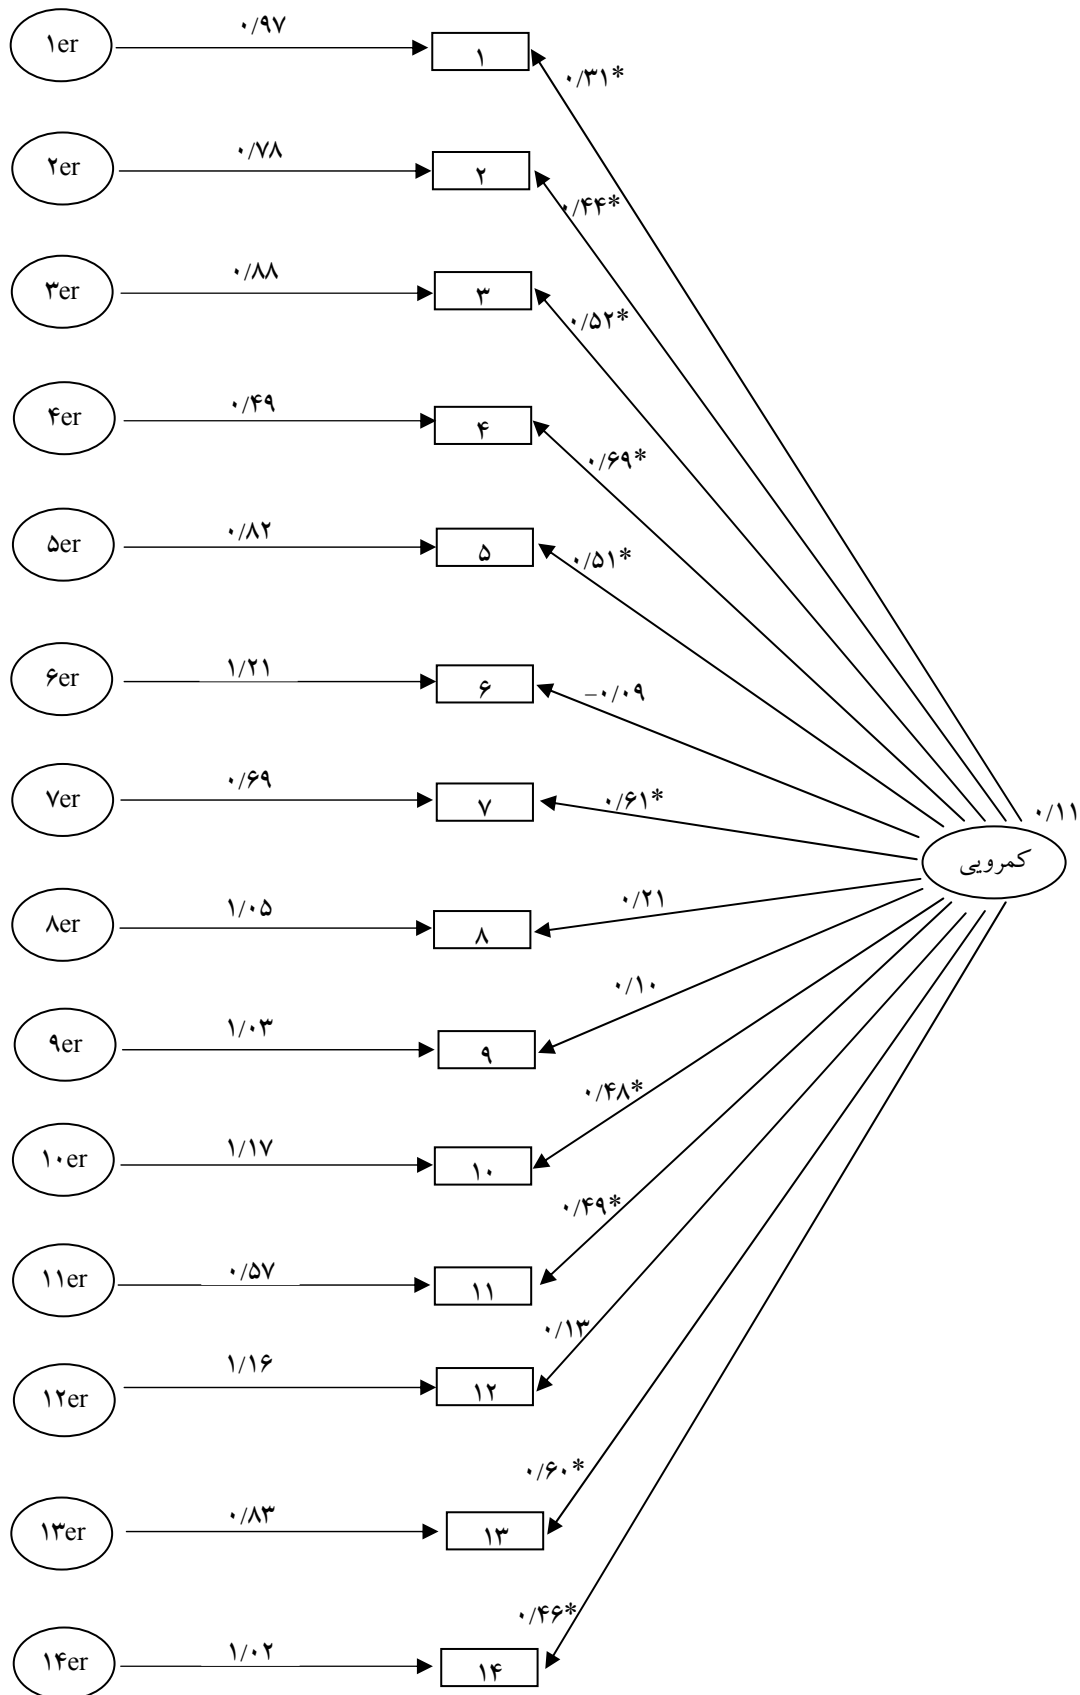 ۱er ۰/۹۷ ۱ ۰/۳۱*
۲er ۰/۷۸ ۲ ۰/۴۴*
۳er ۰/۸۸ ۳ ۰/۵۲*
۴er ۰/۴۹ ۴ ۰/۶۹*
۵er ۰/۸۲ ۵ ۰/۵۱*
۶er ۱/۲۱ ۶ −۰/۰۹
۷er ۰/۶۹ ۷ ۰/۶۱*
۰/۱۱
کمرویی
۸er ۱/۰۵ ۸ ۰/۲۱
۹er ۱/۰۳ ۹ ۰/۱۰
۱۰er ۱/۱۷ ۱۰ ۰/۴۸*
۱۱er ۰/۵۷ ۱۱ ۰/۴۹*
۱۲er ۱/۱۶ ۱۲ ۰/۱۳
۱۳er ۰/۸۳ ۱۳ ۰/۶۰*
۱۴er ۱/۰۲ ۱۴ ۰/۴۶*